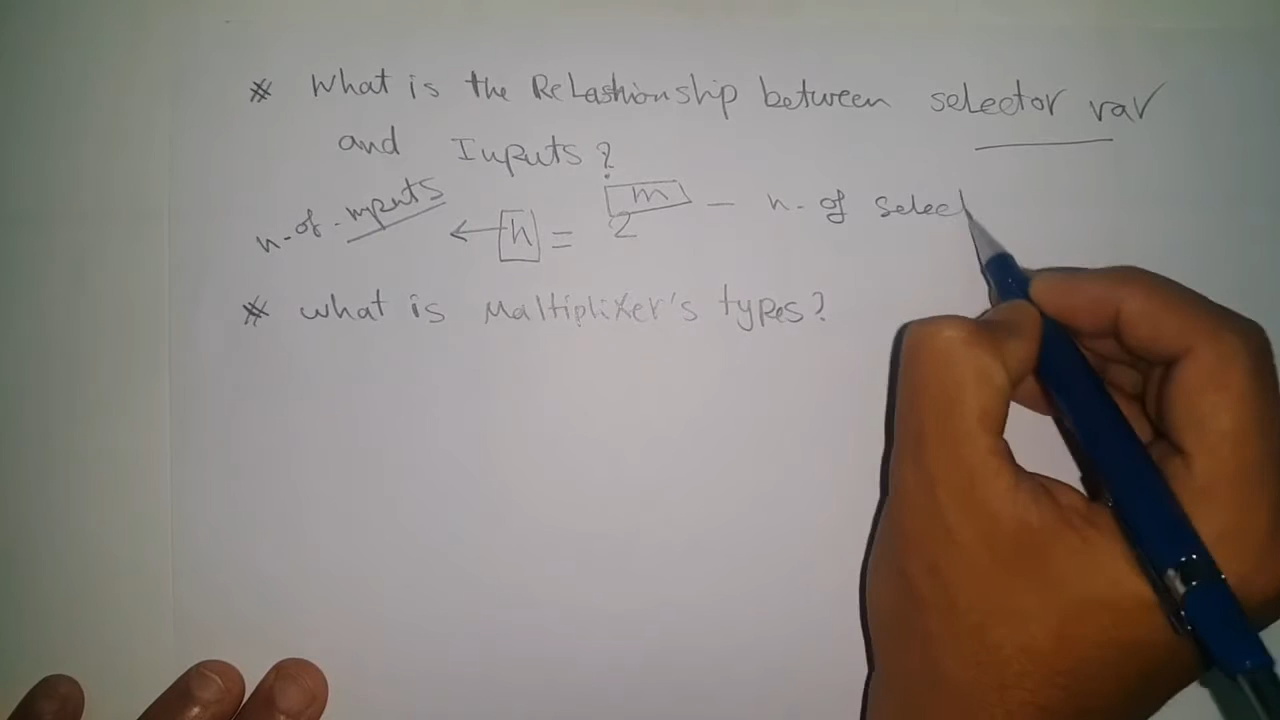 * What is the Relashionship between selector var
and Inputs?
n. of. inputs ← n = 2^m — n. of selec
* what is Maltiplixer's types?